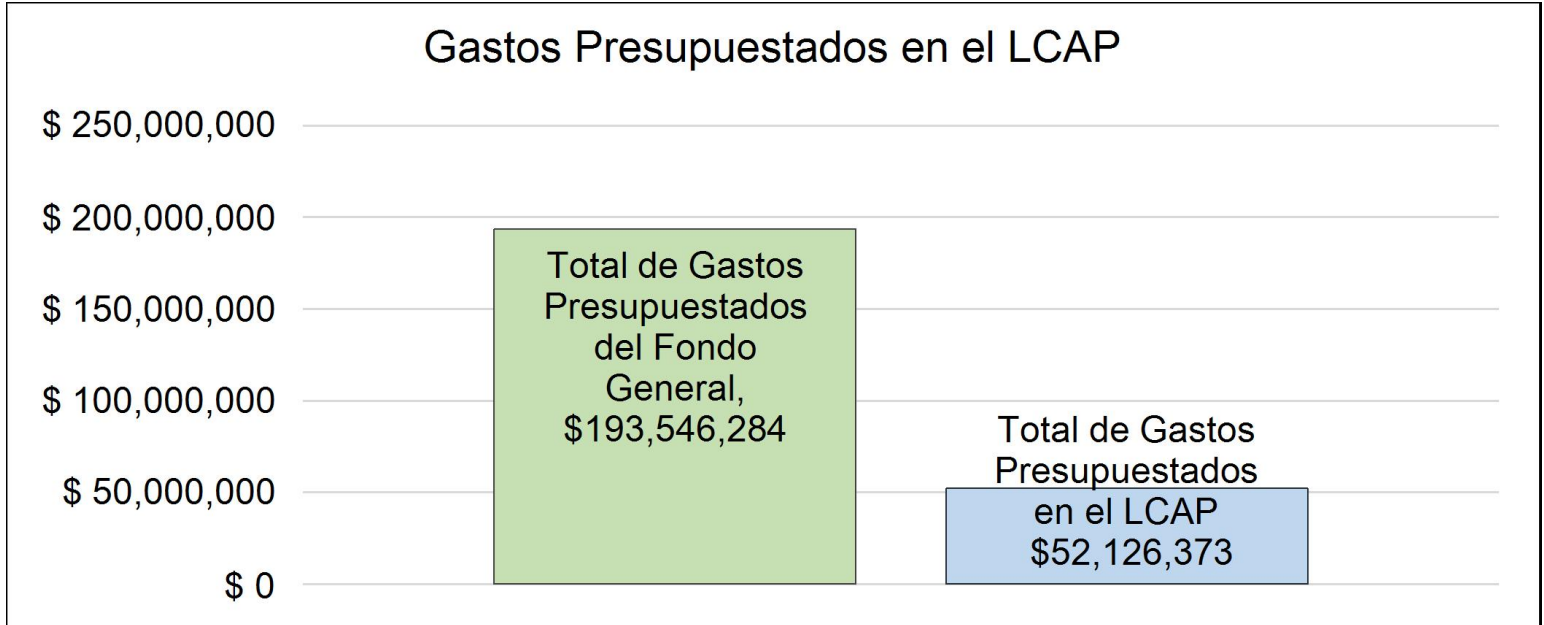 Gastos Presupuestados en el LCAP
$ 250,000,000
$ 200,000,000
$ 150,000,000
$ 100,000,000
$ 50,000,000
$ 0
Total de Gastos
Presupuestados
del Fondo
General,
$193,546,284
Total de Gastos
Presupuestados
en el LCAP
$52,126,373